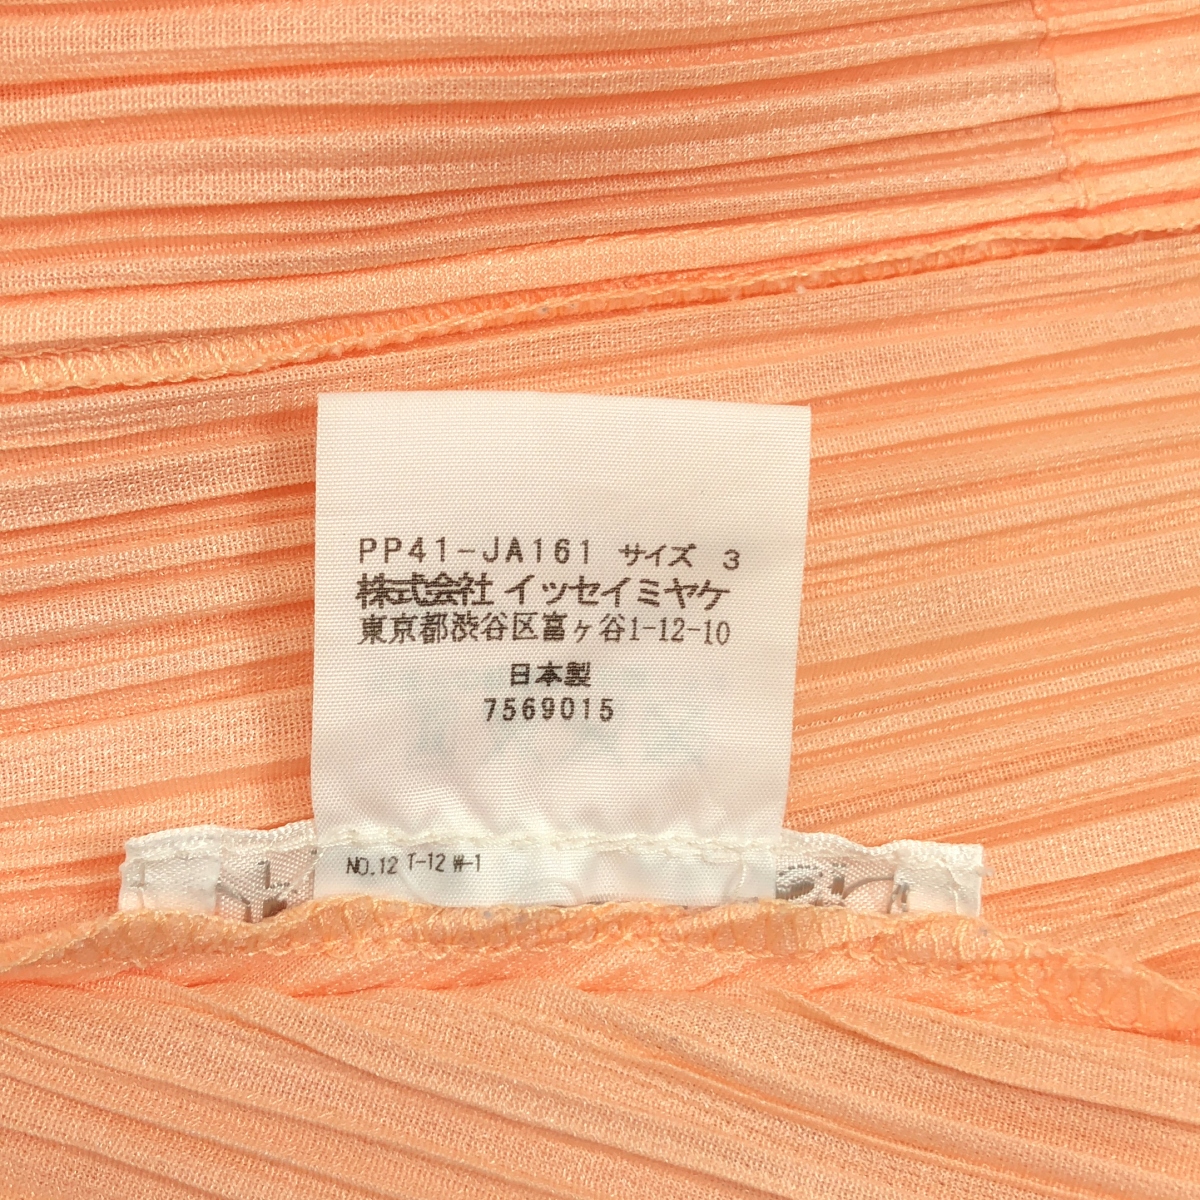 PP41-JA161 サイズ 3
株式会社 イッセイミヤケ
東京都渋谷区富ヶ谷1-12-10
日本製
7569015
NO.12 T-12 W-1